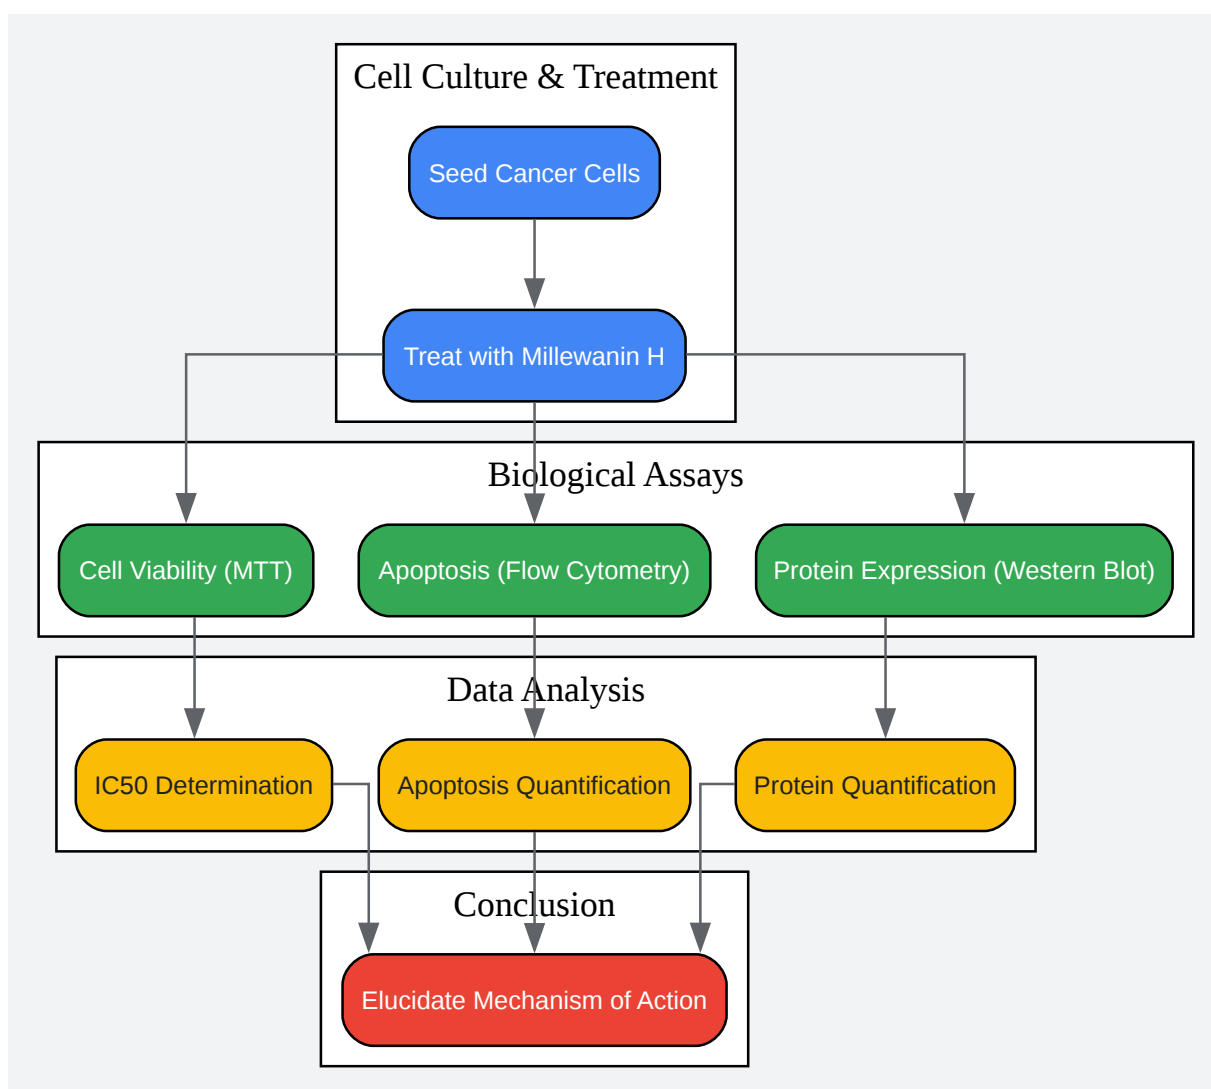 Cell Culture & Treatment
Seed Cancer Cells
Treat with Millewanin H
Biological Assays
Cell Viability (MTT)
Apoptosis (Flow Cytometry)
Protein Expression (Western Blot)
Data Analysis
IC50 Determination
Apoptosis Quantification
Protein Quantification
Conclusion
Elucidate Mechanism of Action